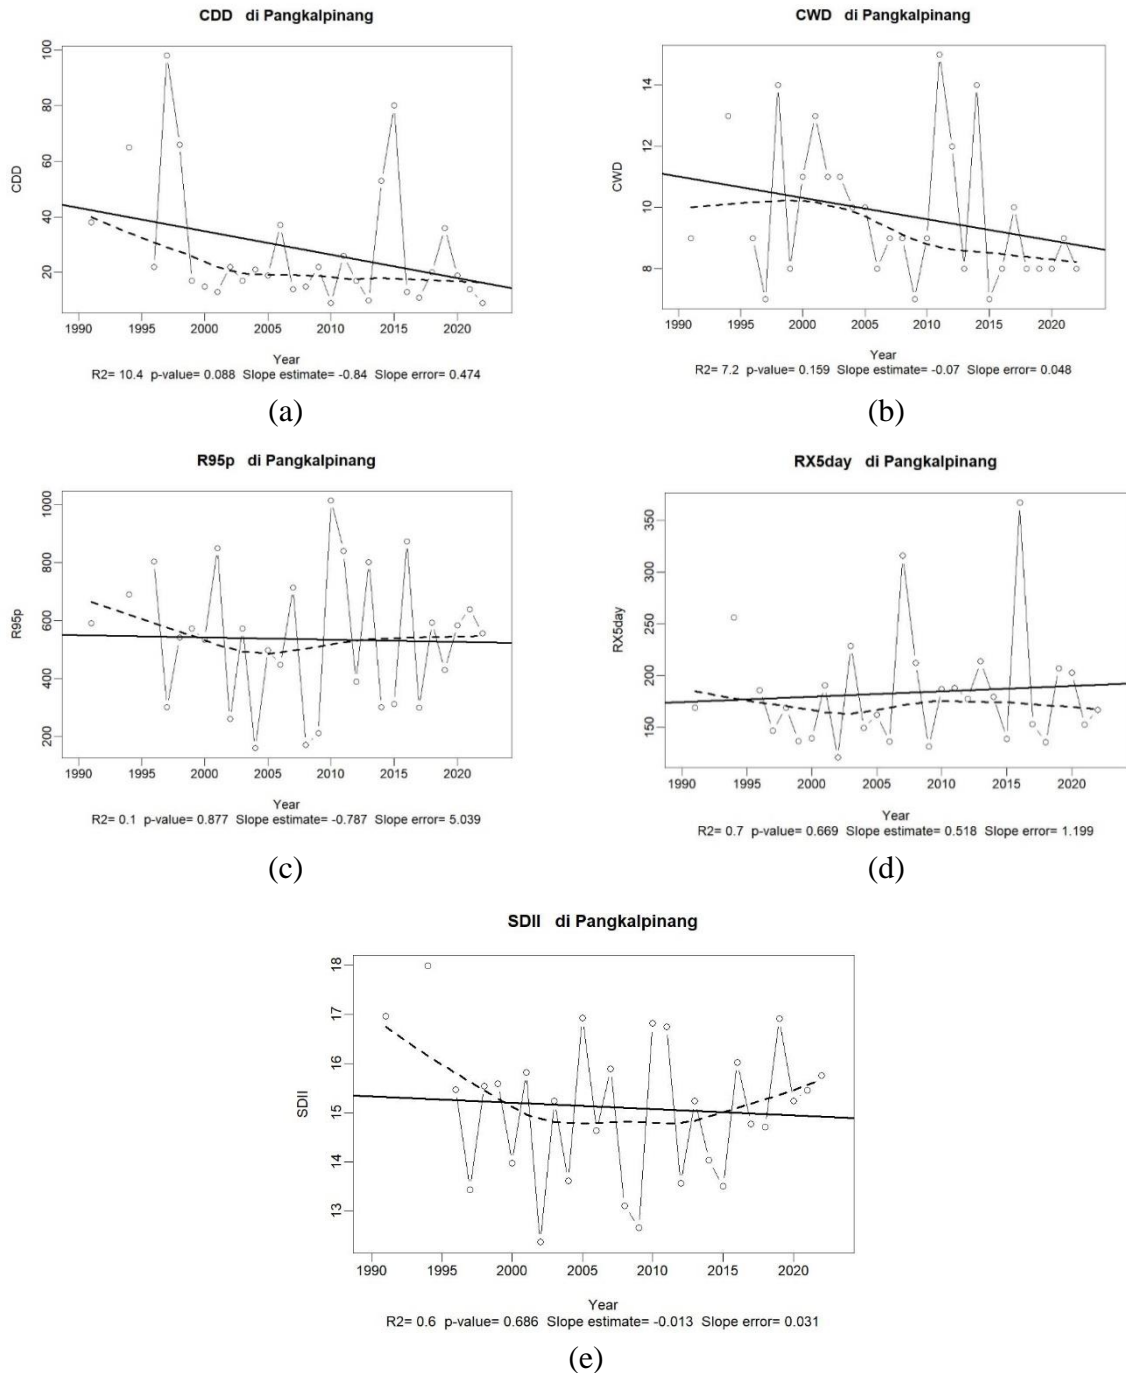 CDD di Pangkalpinang
CDD
100
80
60
40
20
1990 1995 2000 2005 2010 2015 2020
Year
R2= 10.4 p-value= 0.088 Slope estimate= -0.84 Slope error= 0.474
(a)
CWD di Pangkalpinang
CWD
14
12
10
8
1990 1995 2000 2005 2010 2015 2020
Year
R2= 7.2 p-value= 0.159 Slope estimate= -0.07 Slope error= 0.048
(b)
R95p di Pangkalpinang
R95p
1000
800
600
400
200
1990 1995 2000 2005 2010 2015 2020
Year
R2= 0.1 p-value= 0.877 Slope estimate= -0.787 Slope error= 5.039
(c)
RX5day di Pangkalpinang
RX5day
350
300
250
200
150
1990 1995 2000 2005 2010 2015 2020
Year
R2= 0.7 p-value= 0.669 Slope estimate= 0.518 Slope error= 1.199
(d)
SDII di Pangkalpinang
SDII
18
17
16
15
14
13
1990 1995 2000 2005 2010 2015 2020
Year
R2= 0.6 p-value= 0.686 Slope estimate= -0.013 Slope error= 0.031
(e)